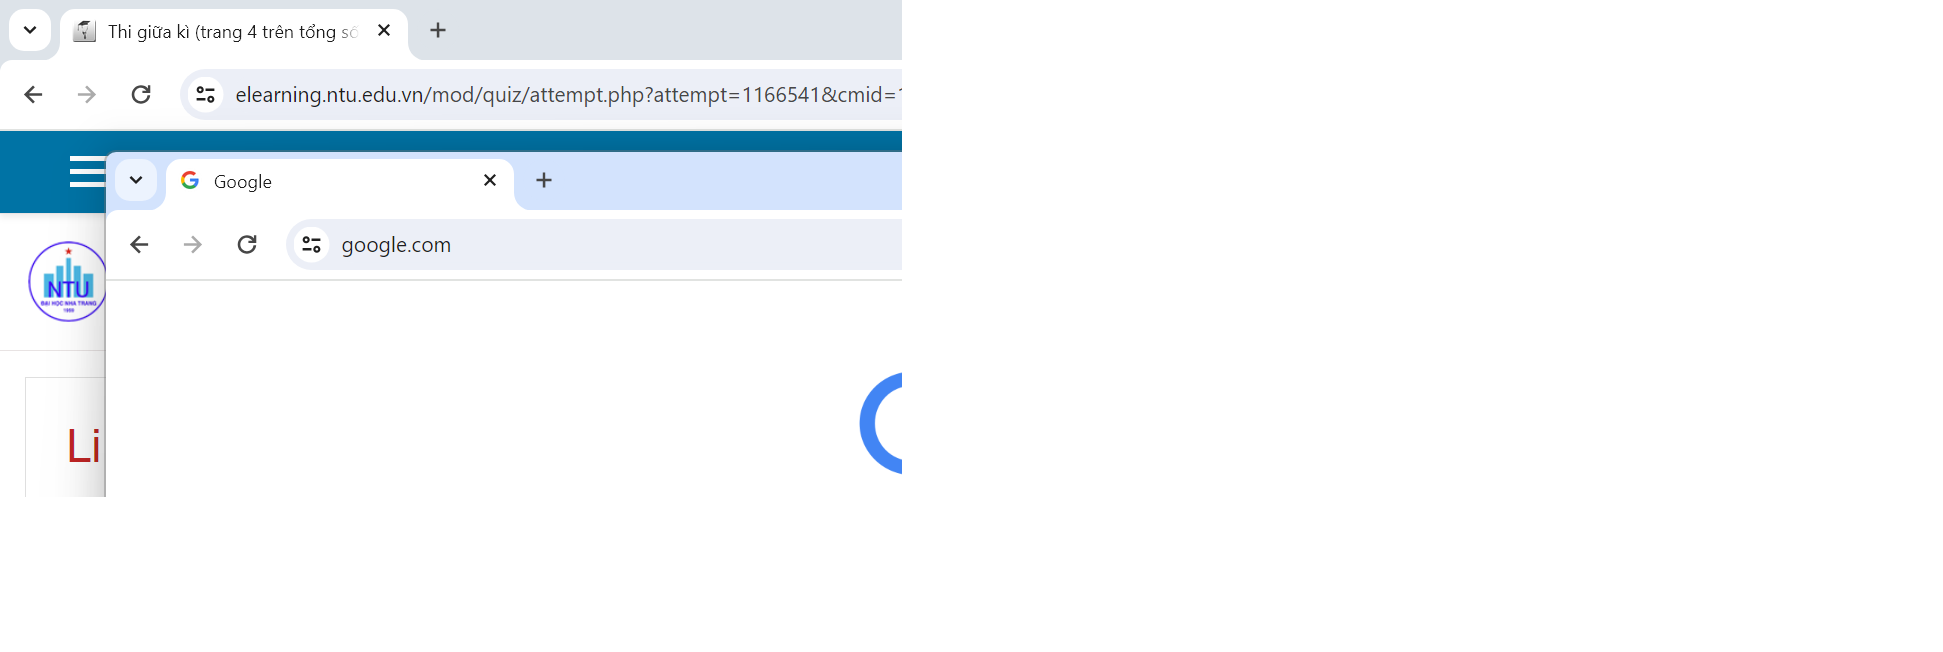 Thi giữa kì (trang 4 trên tổng số
elearning.ntu.edu.vn/mod/quiz/attempt.php?attempt=1166541&cmid=
Google
google.com
NTU
ĐẠI HỌC NHA TRANG
1959
Li